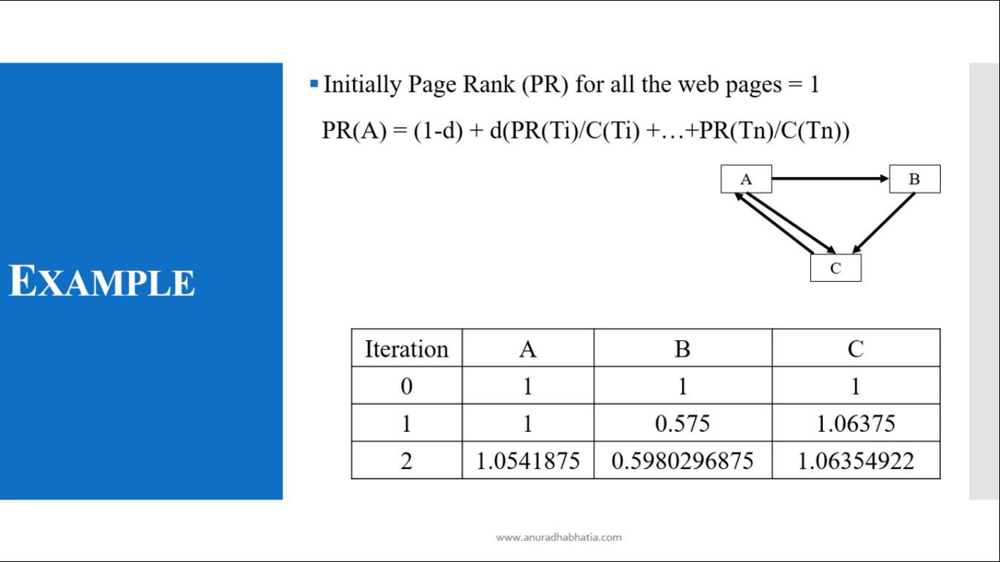 EXAMPLE
Initially Page Rank (PR) for all the web pages = 1
PR(A) = (1-d) + d(PR(Ti)/C(Ti) +…+PR(Tn)/C(Tn))
A B
C
Iteration A B C
0 1 1 1
1 1 0.575 1.06375
2 1.0541875 0.5980296875 1.06354922
www.anuradhabhatia.com